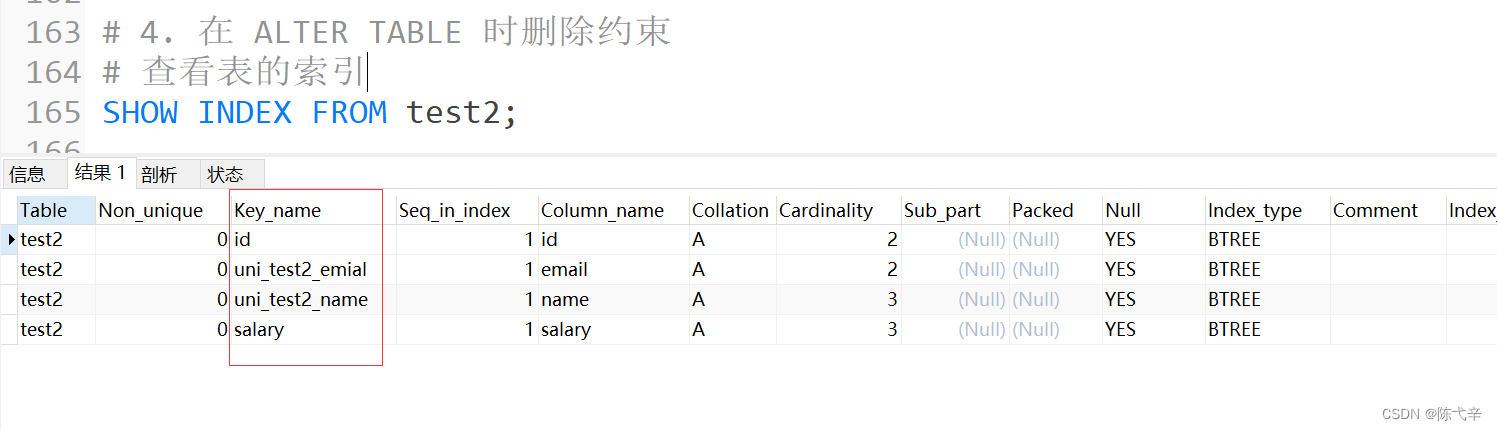 163 # 4. 在 ALTER TABLE 时删除约束
164 # 查看表的索引
165 SHOW INDEX FROM test2;
166
信息 结果 1 剖析 状态
Table Non_unique Key_name Seq_in_index Column_name Collation Cardinality Sub_part Packed Null Index_type Comment Index_
test2 0 id 1 id A 2 (Null) (Null) YES BTREE
test2 0 uni_test2_emial 1 email A 2 (Null) (Null) YES BTREE
test2 0 uni_test2_name 1 name A 3 (Null) (Null) YES BTREE
test2 0 salary 1 salary A 3 (Null) (Null) YES BTREE
CSDN @陈弋辛